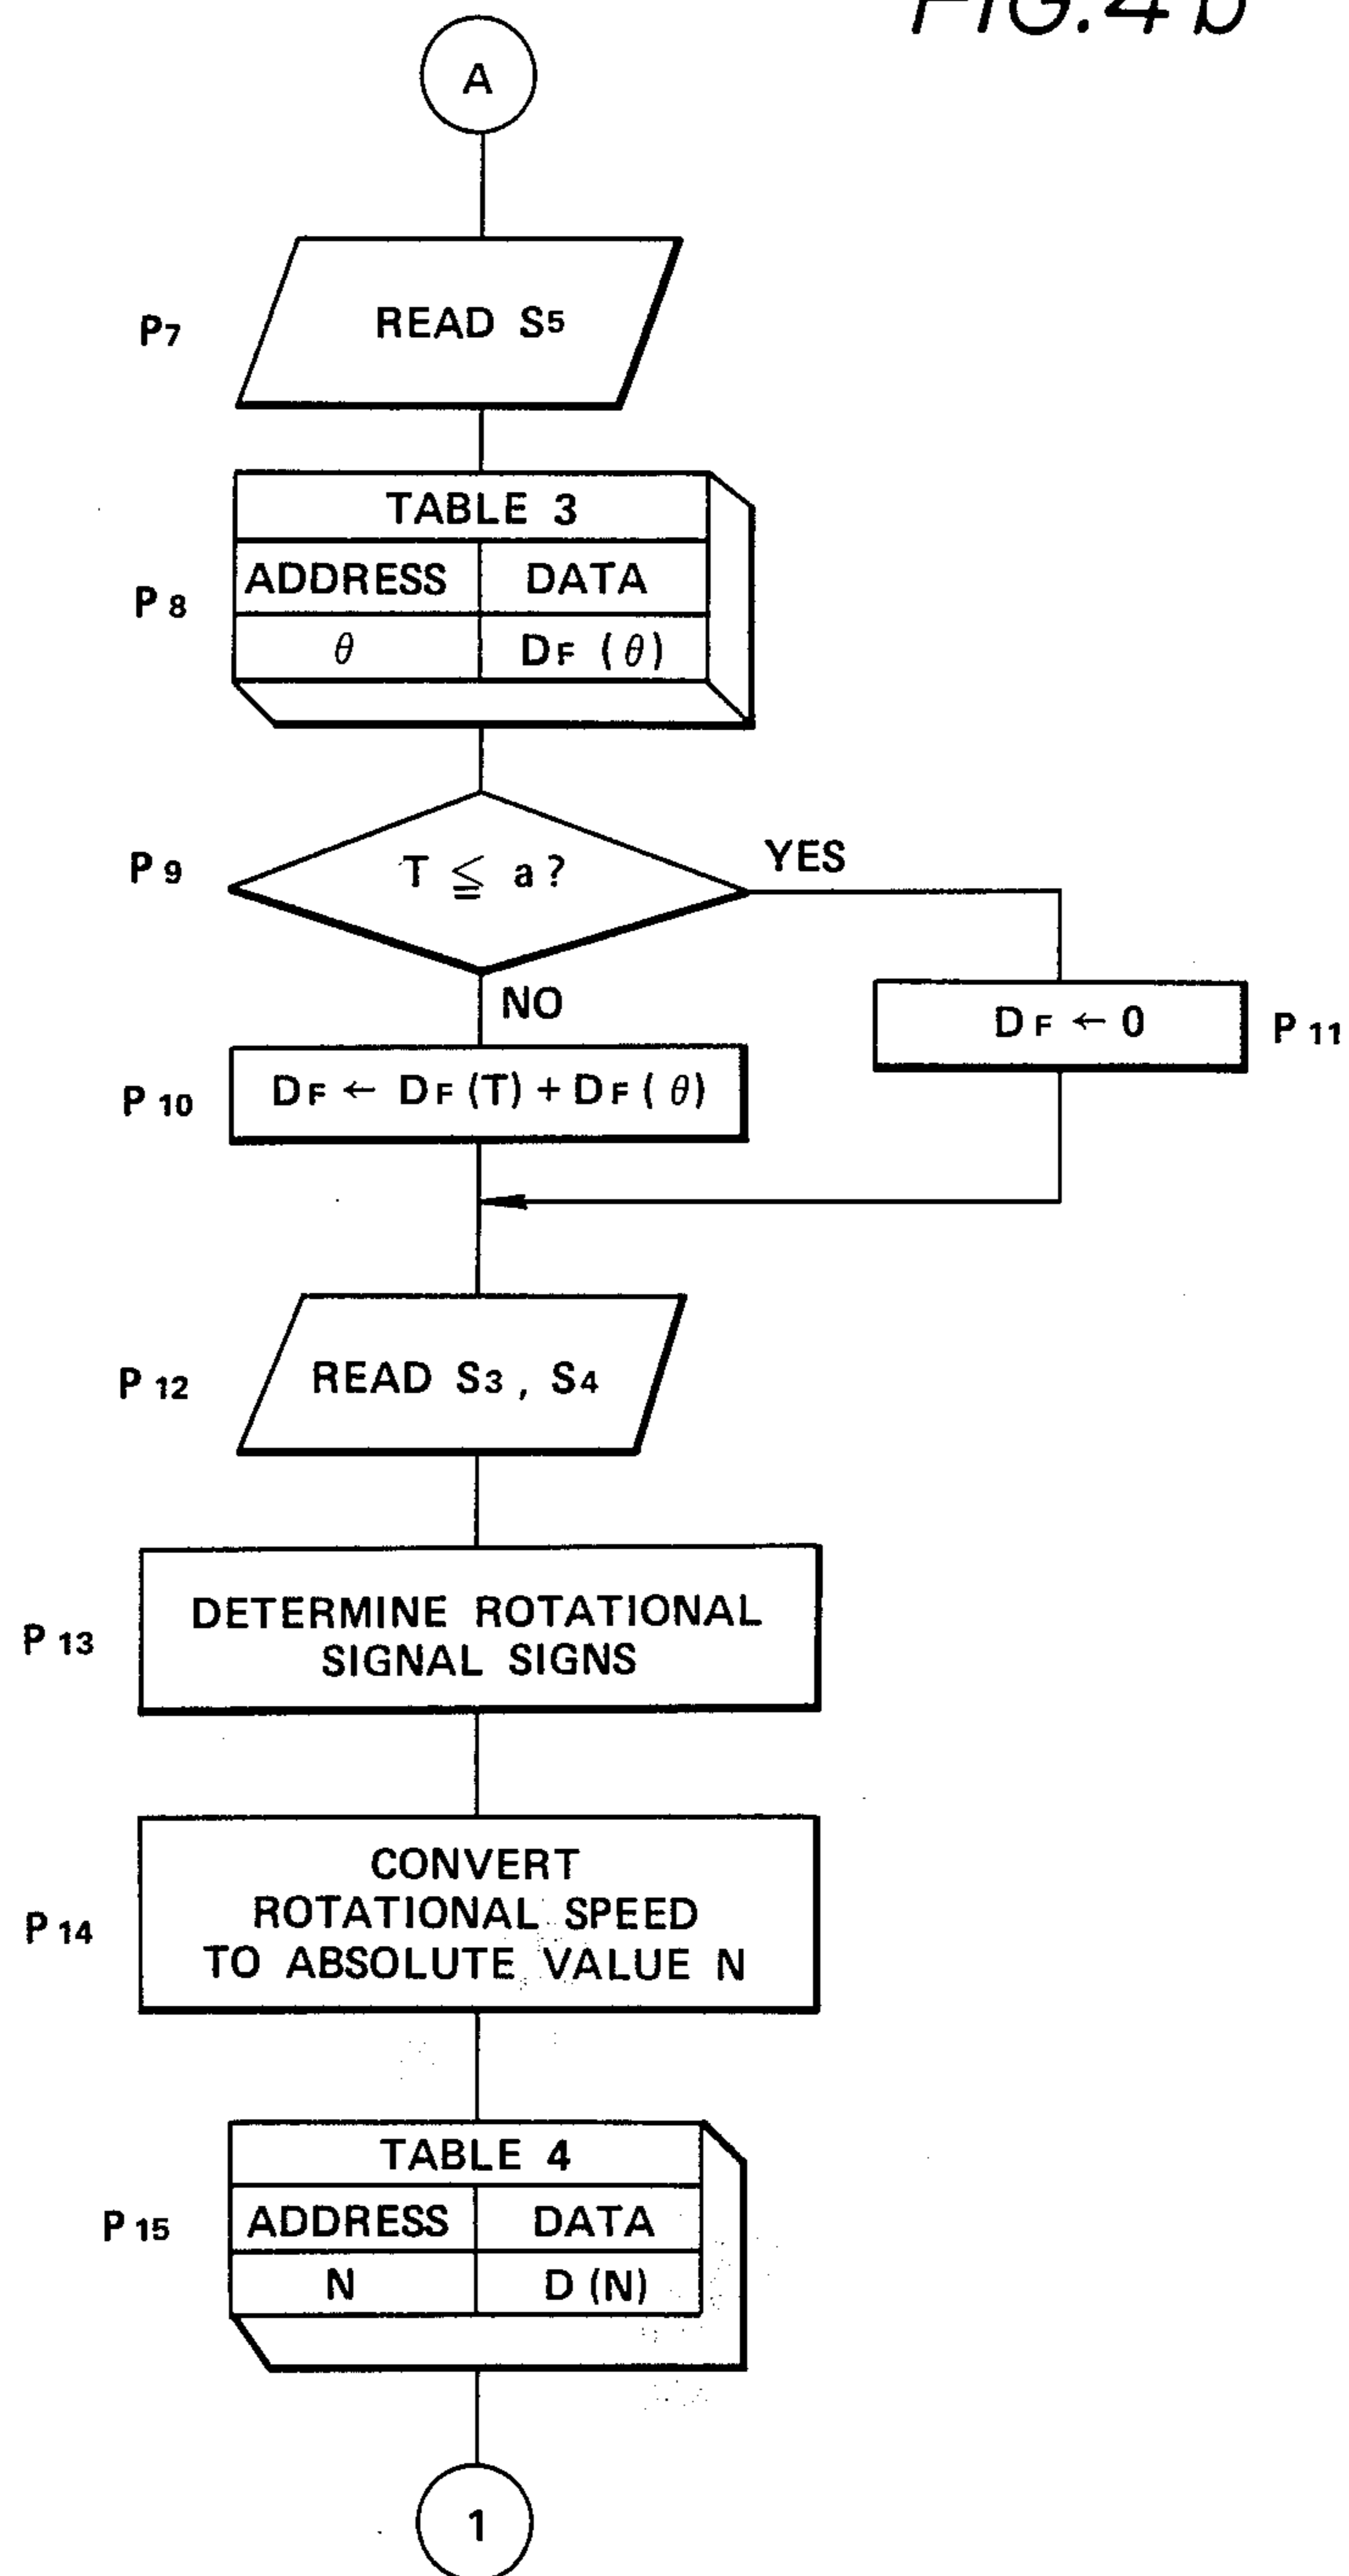 FIG. 4b
A
P7
READ S5
TABLE 3
P8
ADDRESS DATA
θ DF (θ)
P9
T ≦ a?
YES
NO
DF ← 0
P11
P10
DF ← DF (T) + DF (θ)
P12
READ S3, S4
P13
DETERMINE ROTATIONAL
SIGNAL SIGNS
P14
CONVERT
ROTATIONAL SPEED
TO ABSOLUTE VALUE N
TABLE 4
P15
ADDRESS DATA
N D (N)
1